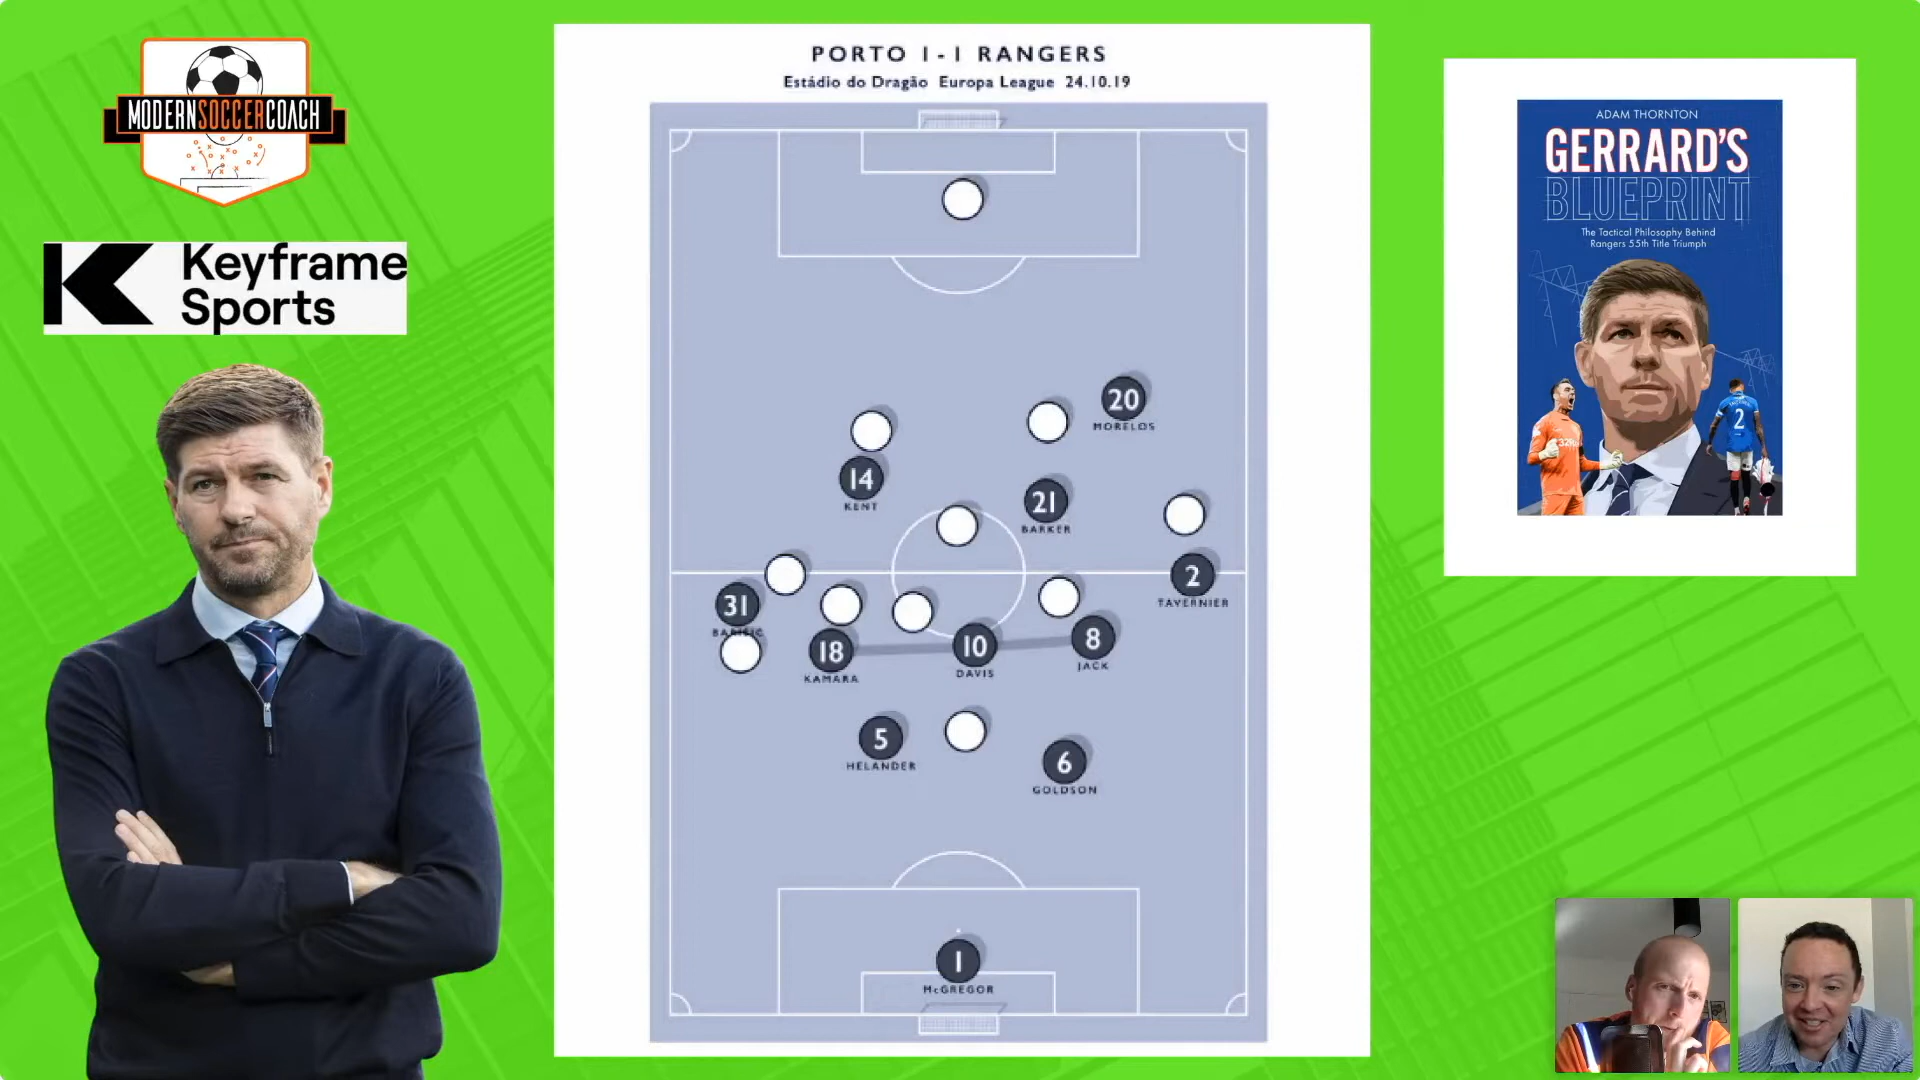 MODERNSOCCERCOACH
Keyframe
Sports
PORTO 1-1 RANGERS
Estádio do Dragão Europa League 24.10.19
20
MORELOS
14
KENT
21
BARKER
2
TAVERNIER
31
BARISIC
18
KAMARA
10
DAVIS
8
JACK
5
HELANDER
6
GOLDSON
1
McGREGOR
ADAM THORNTON
GERRARD'S
BLUEPRINT
The Tactical Philosophy Behind
Rangers 55th Title Triumph
2